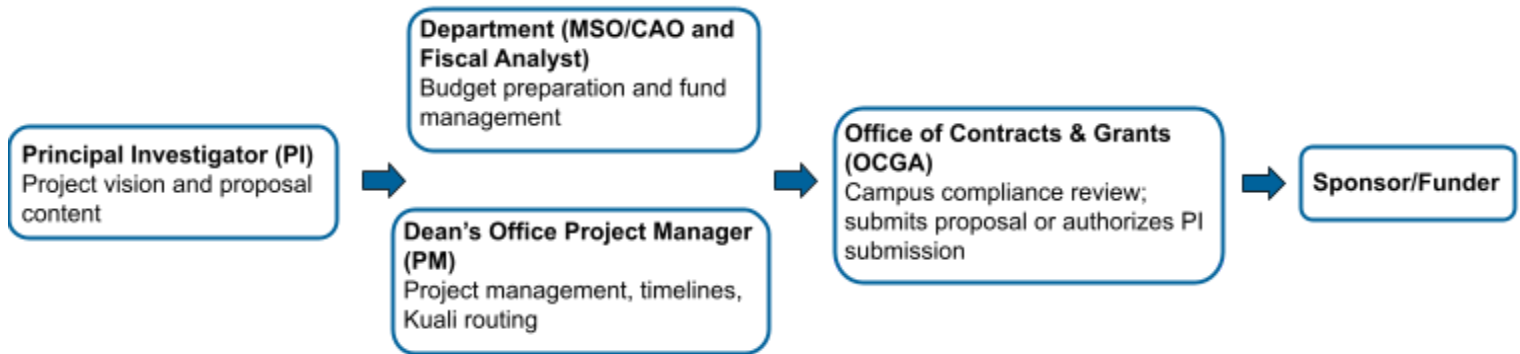 Principal Investigator (PI)
Project vision and proposal
content
Department (MSO/CAO and
Fiscal Analyst)
Budget preparation and fund
management
Dean’s Office Project Manager
(PM)
Project management, timelines,
Kuali routing
Office of Contracts & Grants
(OCGA)
Campus compliance review;
submits proposal or authorizes PI
submission
Sponsor/Funder